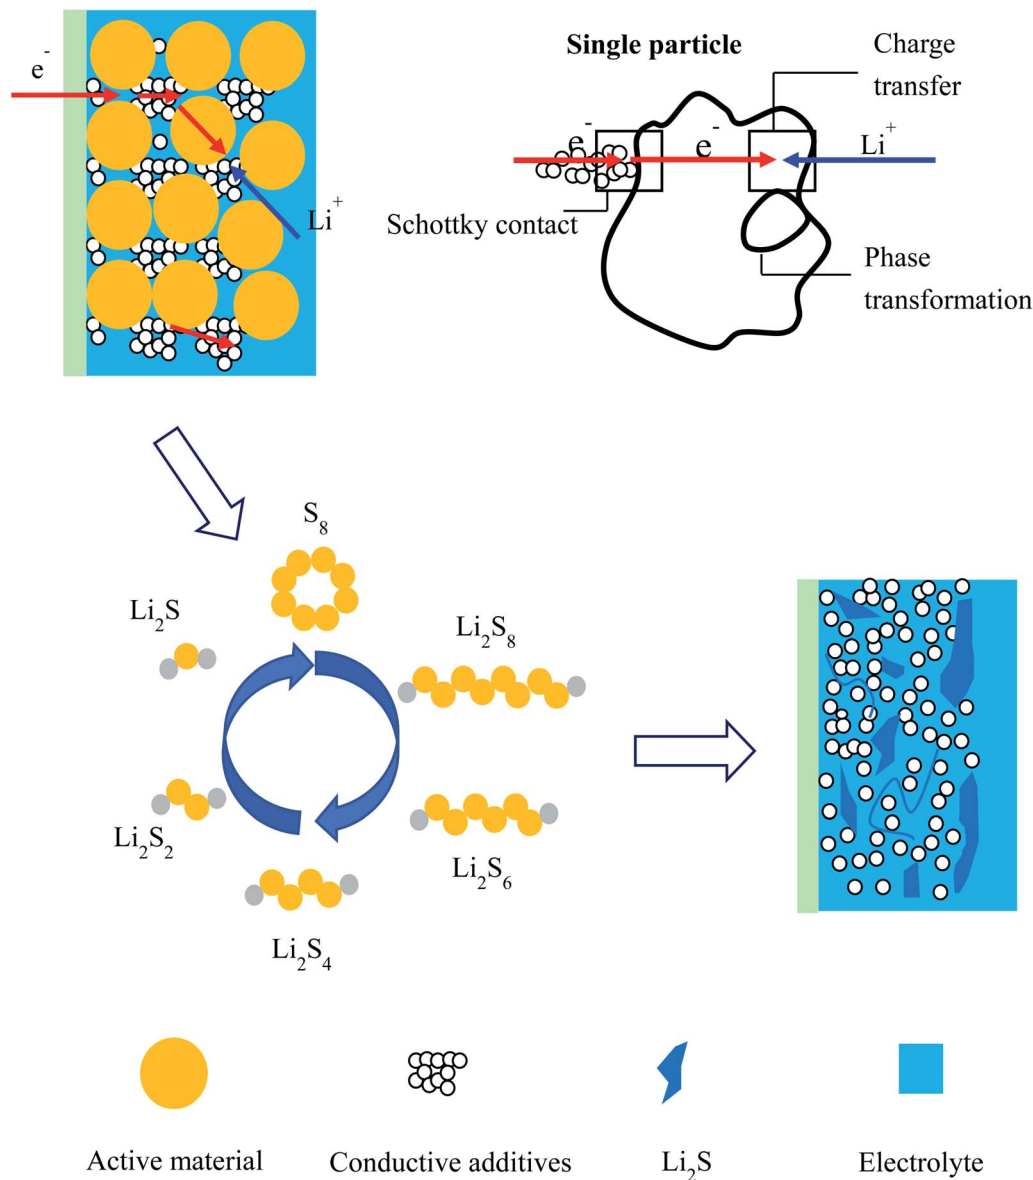 e⁻
Li⁺
Single particle
Charge
transfer
e⁻
e⁻
Li⁺
Schottky contact
Phase
transformation
S₈
Li₂S
Li₂S₈
Li₂S₂
Li₂S₆
Li₂S₄
Active material
Conductive additives
Li₂S
Electrolyte